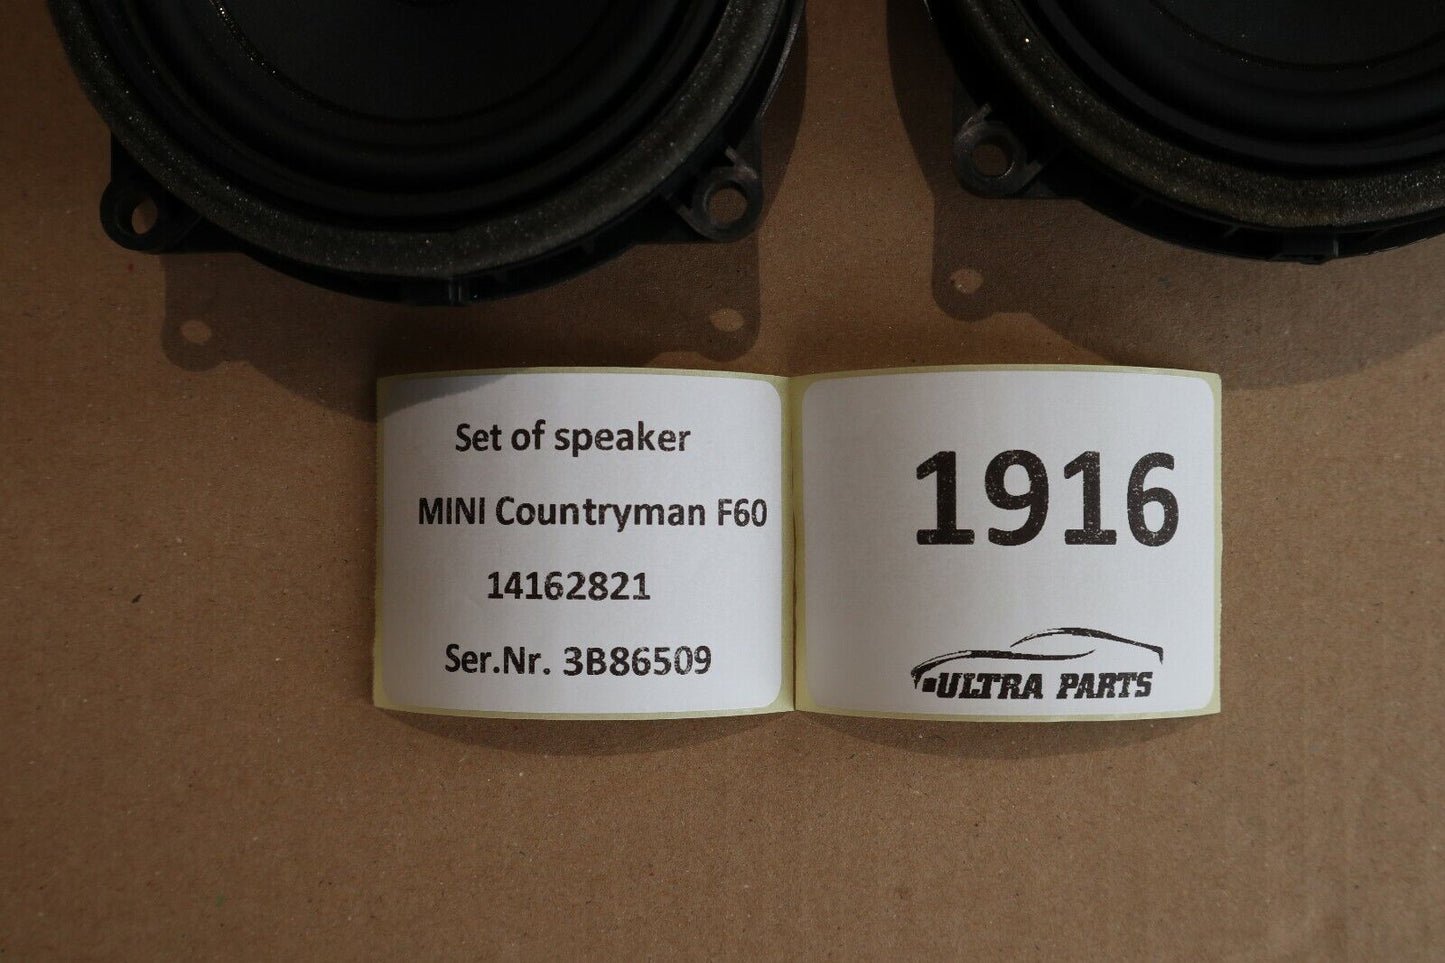 Set of speaker
MINI Countryman F60
14162821
Ser.Nr. 3B86509
1916
ULTRA PARTS